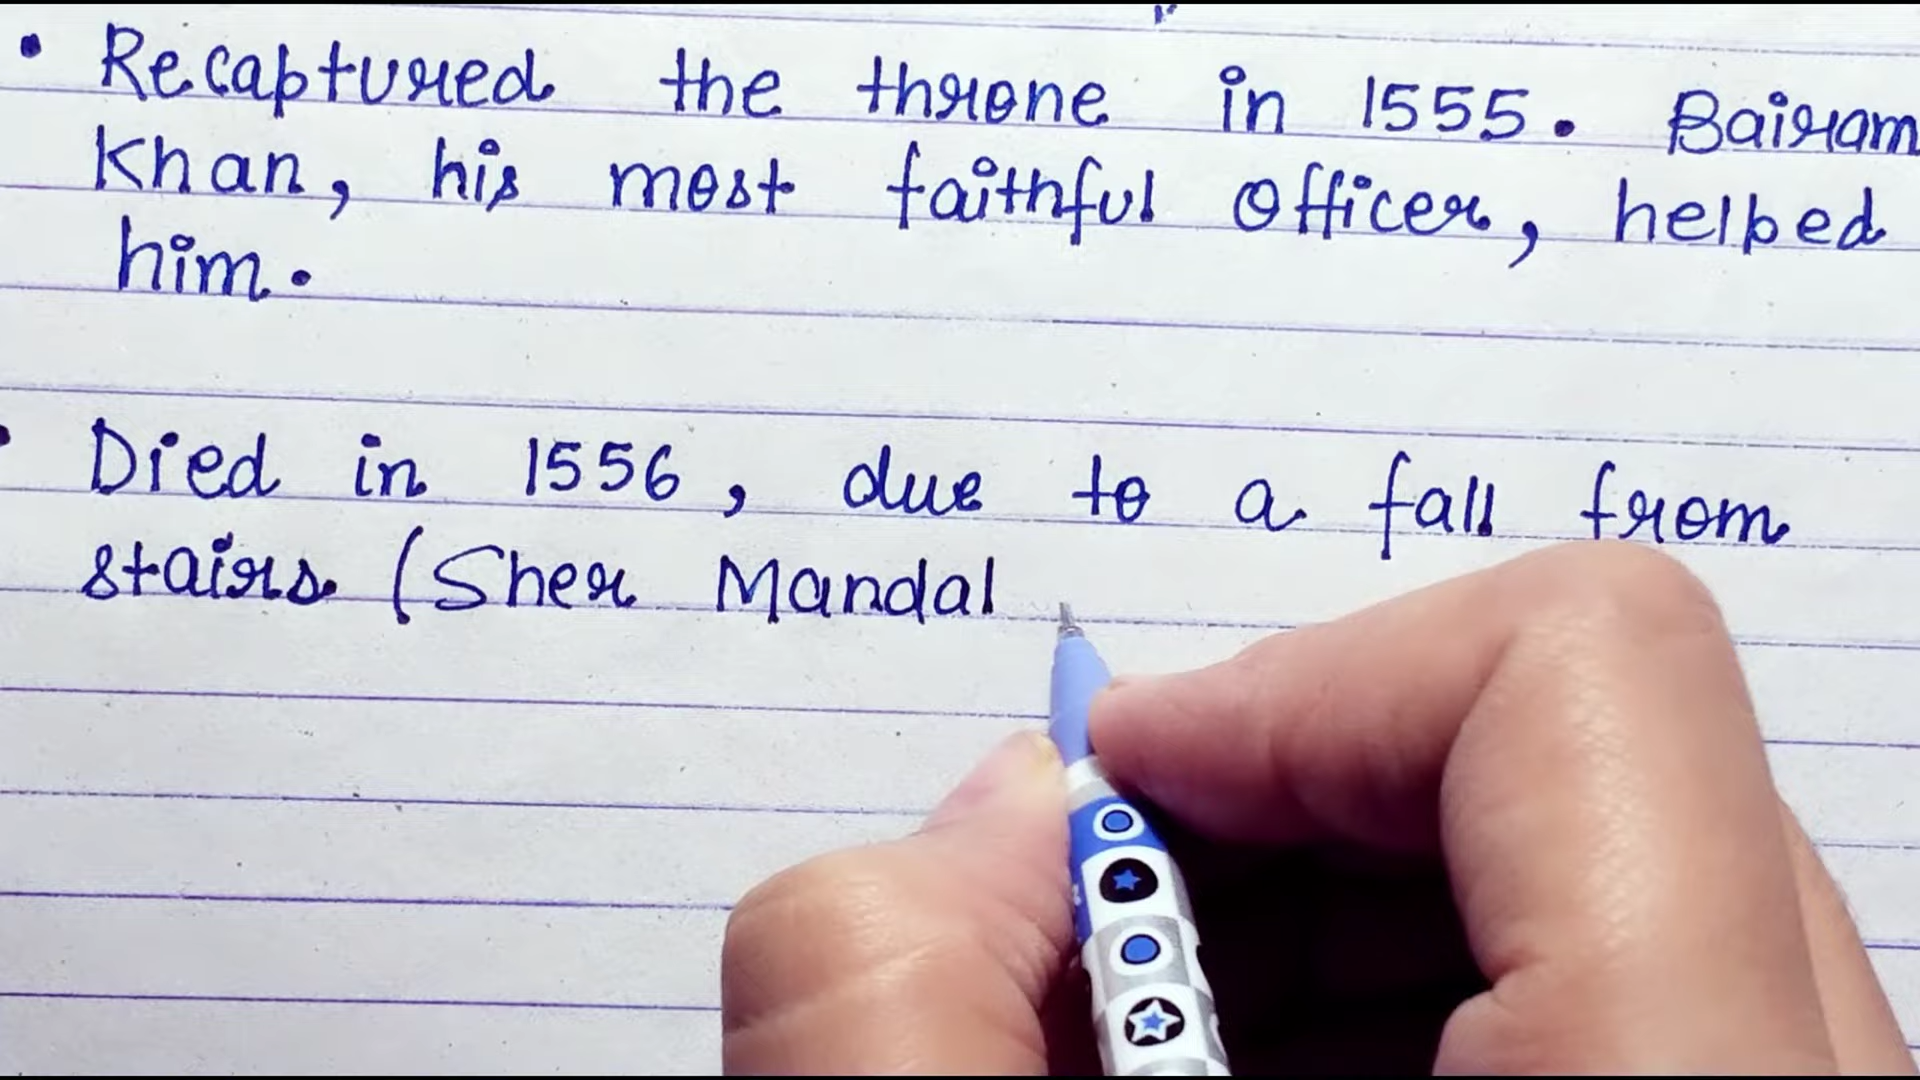 • Recaptured the throne in 1555. Bairam
Khan, his most faithful officer, helped
him.
• Died in 1556, due to a fall from
stairs (Sher Mandal